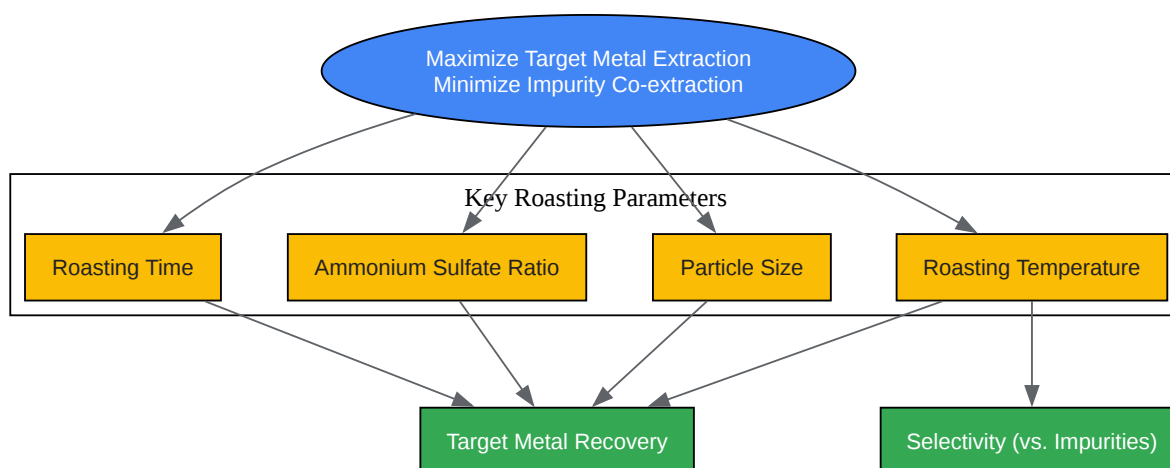 Maximize Target Metal Extraction
Minimize Impurity Co-extraction
Key Roasting Parameters
Roasting Time
Ammonium Sulfate Ratio
Particle Size
Roasting Temperature
Target Metal Recovery
Selectivity (vs. Impurities)